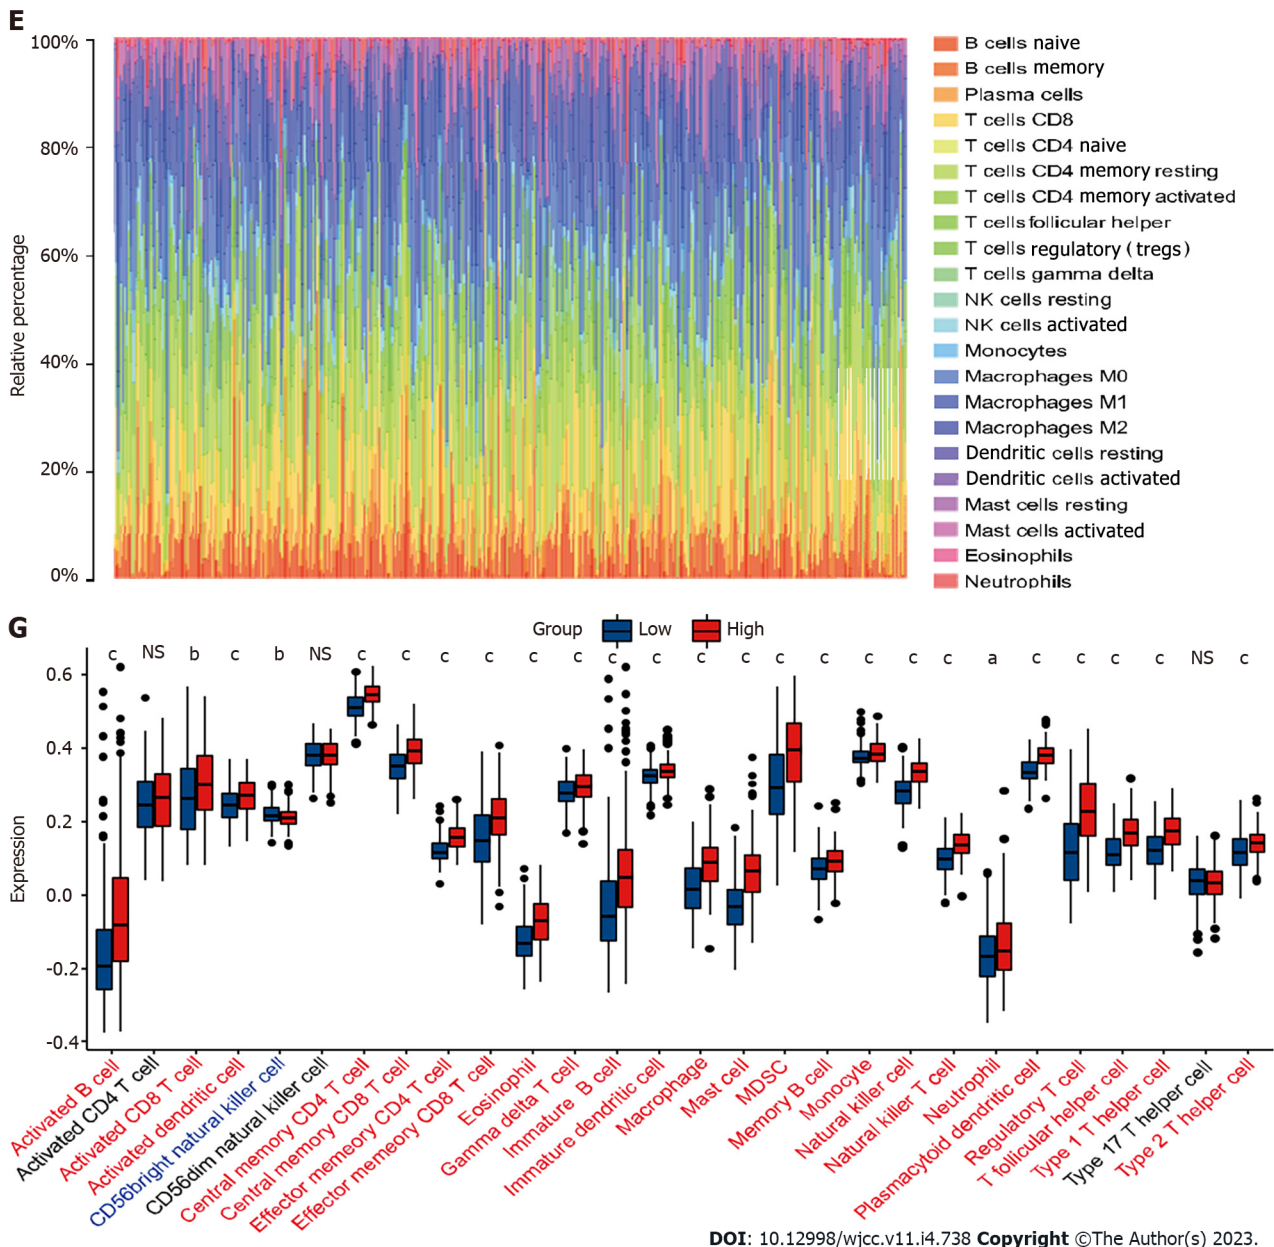 E
100%
80%
60%
40%
20%
0%
Relative percentage
B cells naive
B cells memory
Plasma cells
T cells CD8
T cells CD4 naive
T cells CD4 memory resting
T cells CD4 memory activated
T cells follicular helper
T cells regulatory (tregs)
T cells gamma delta
NK cells resting
NK cells activated
Monocytes
Macrophages M0
Macrophages M1
Macrophages M2
Dendritic cells resting
Dendritic cells activated
Mast cells resting
Mast cells activated
Eosinophils
Neutrophils
G
Group Low High
c NS b c b NS c c c c c c c c c c c c c c c a c c c c NS c
0.6
0.4
0.2
0.0
-0.2
-0.4
Expression
Activated B cell
Activated CD4 T cell
Activated CD8 T cell
Activated dendritic cell
CD56bright natural killer cell
CD56dim natural killer cell
Central memory CD4 T cell
Central memory CD8 T cell
Effector memory CD4 T cell
Effector memeory CD8 T cell
Eosinophil
Gamma delta T cell
Immature B cell
Immature dendritic cell
Macrophage
Mast cell
MDSC
Memory B cell
Monocyte
Natural killer cell
Natural killer T cell
Neutrophil
Plasmacytoid dendritic cell
Regulatory T cell
T follicular helper cell
Type 1 T helper cell
Type 17 T helper cell
Type 2 T helper cell
DOI: 10.12998/wjcc.v11.i4.738 Copyright ©The Author(s) 2023.